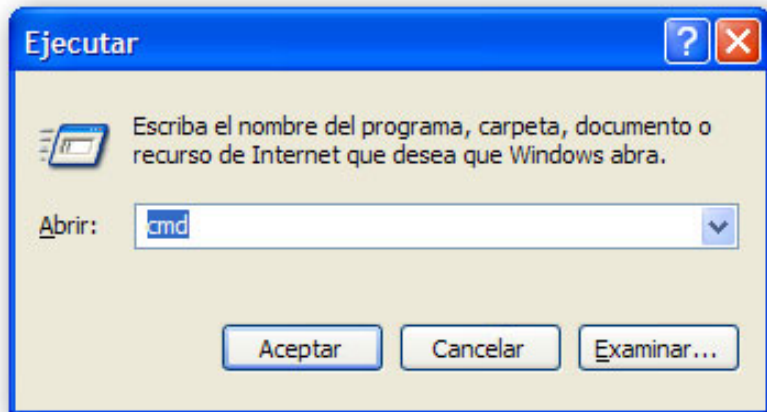 Ejecutar
?
Escriba el nombre del programa, carpeta, documento o
recurso de Internet que desea que Windows abra.
Abrir: cmd
Aceptar Cancelar Examinar...